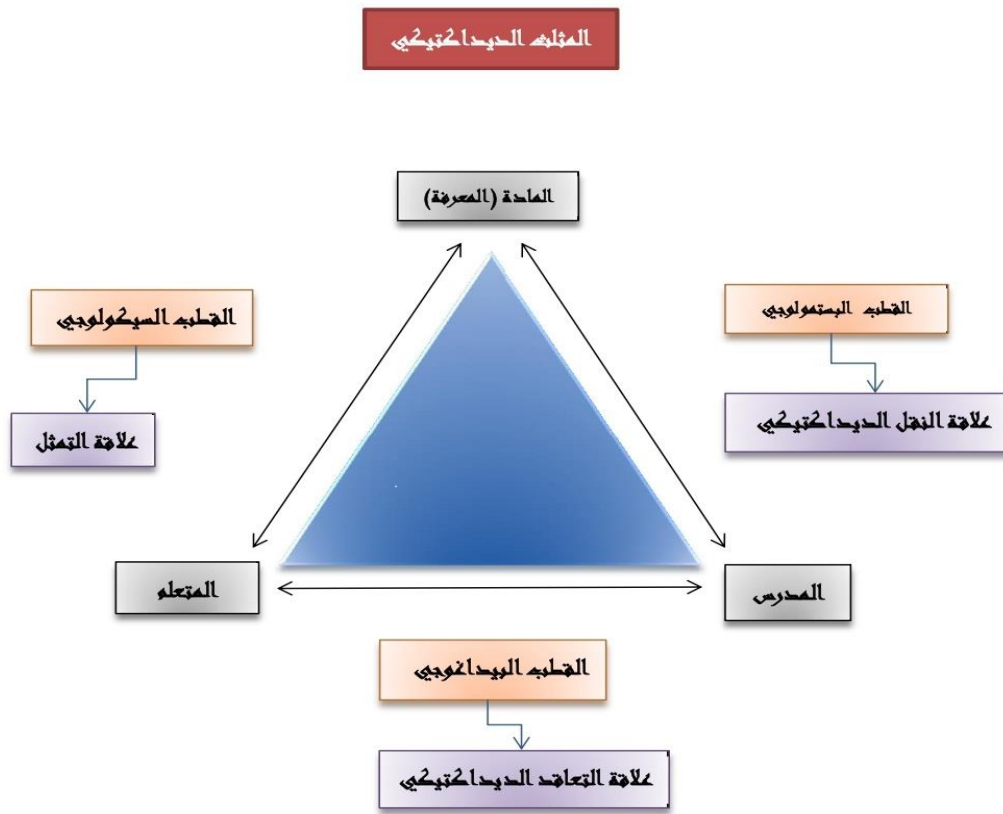 المثلث الديداكتيكي
المادة (المعرفة)
القطب السيكولوجي
القطب البستمولوجي
علاقة التمثل
علاقة النقل الديداكتيكي
المتعلم
المدرس
القطب البيداغوجي
علاقة التعاقد الديداكتيكي